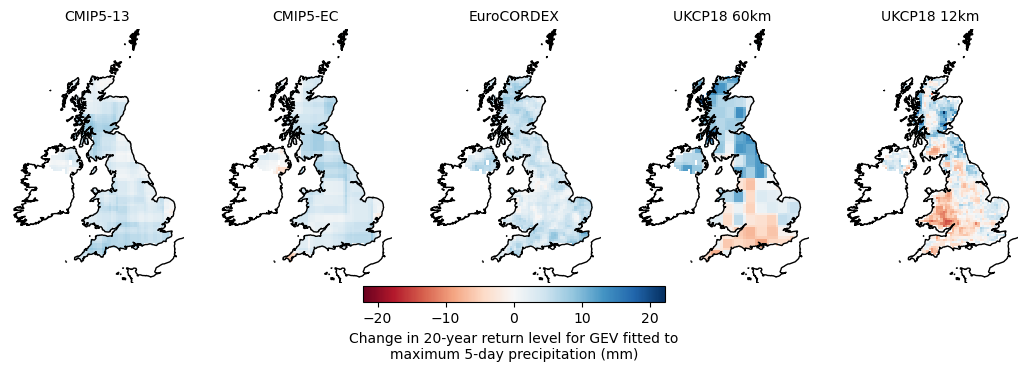 CMIP5-13
CMIP5-EC
EuroCORDEX
UKCP18 60km
UKCP18 12km
−20
−10
0
10
20
Change in 20-year return level for GEV fitted to
maximum 5-day precipitation (mm)